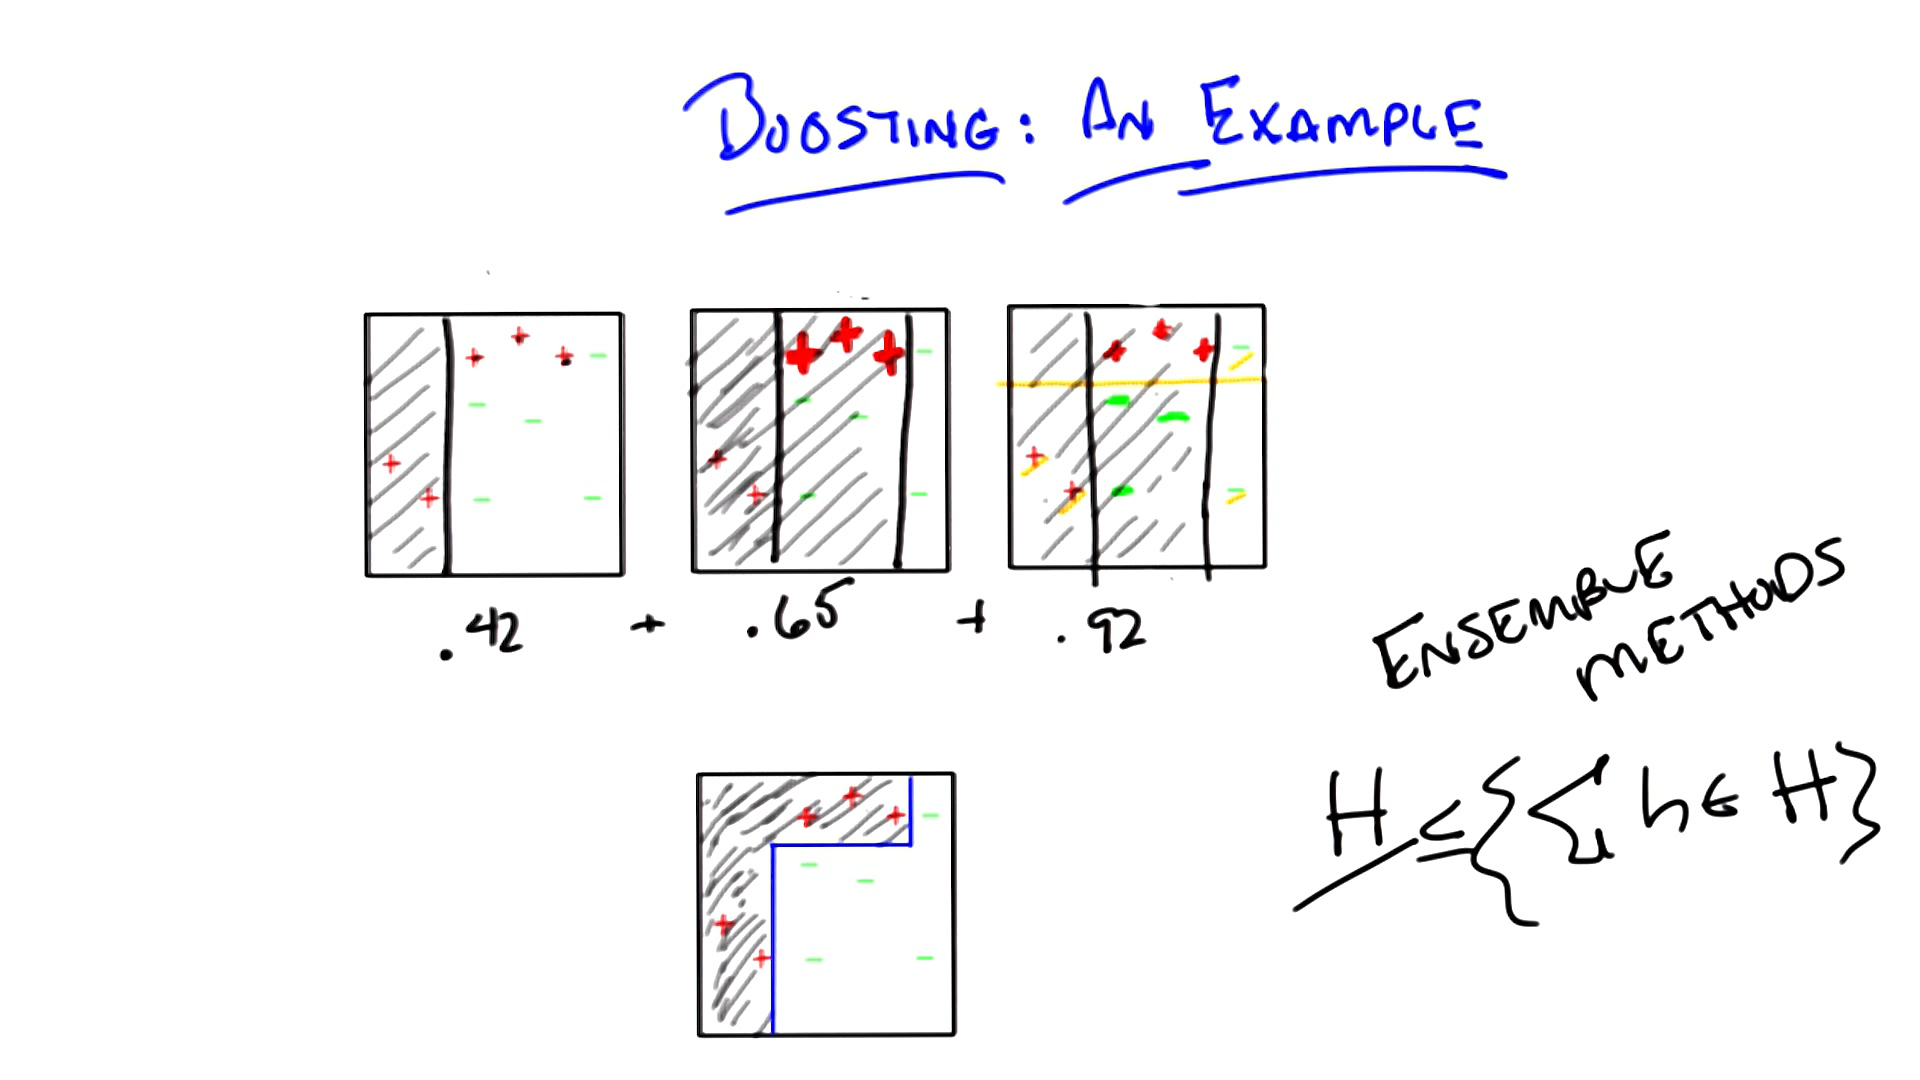 BOOSTING: AN EXAMPLE
.42 + .65 + .92
ENSEMBLE
METHODS
H ⊆ { Σ h ∈ H }